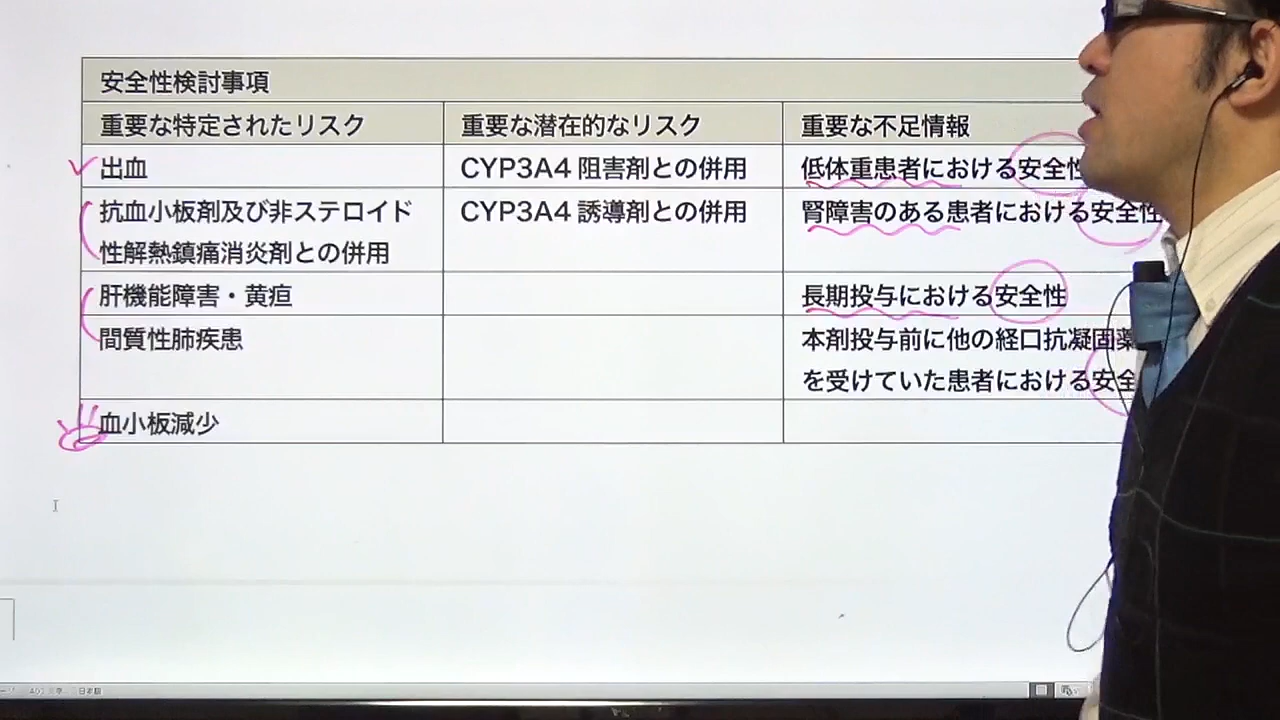 安全性検討事項
重要な特定されたリスク 重要な潜在的なリスク 重要な不足情報
出血 CYP3A4 阻害剤との併用 低体重患者における安全性
抗血小板剤及び非ステロイド CYP3A4 誘導剤との併用 腎障害のある患者における安全性
性解熱鎮痛消炎剤との併用
肝機能障害・黄疸 長期投与における安全性
間質性肺疾患 本剤投与前に他の経口抗凝固薬
を受けていた患者における安全
血小板減少
日本語